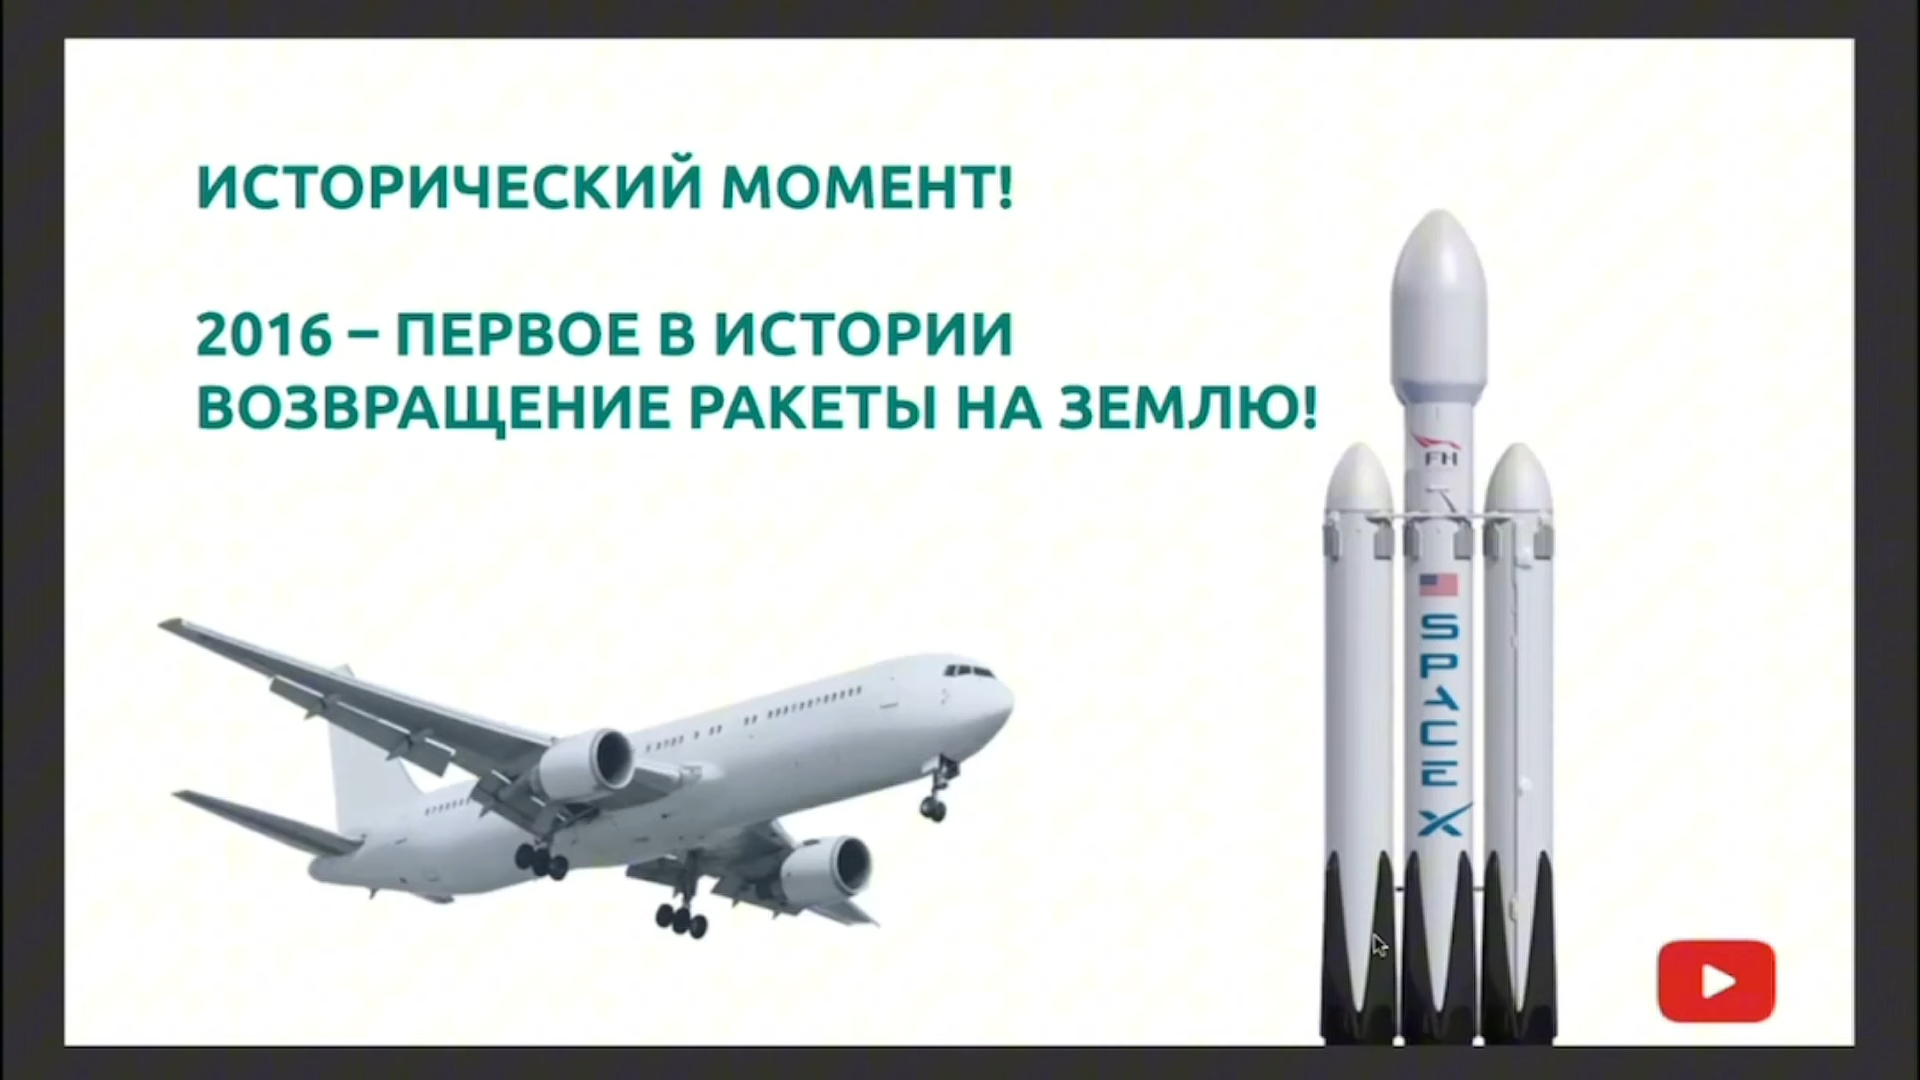 ИСТОРИЧЕСКИЙ МОМЕНТ!
2016 – ПЕРВОЕ В ИСТОРИИ
ВОЗВРАЩЕНИЕ РАКЕТЫ НА ЗЕМЛЮ!
FH
SPACEX